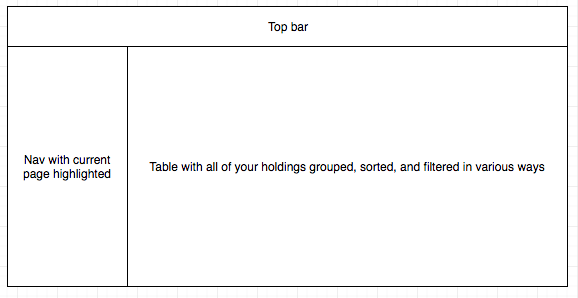 Top bar
Nav with current
page highlighted
Table with all of your holdings grouped, sorted, and filtered in various ways